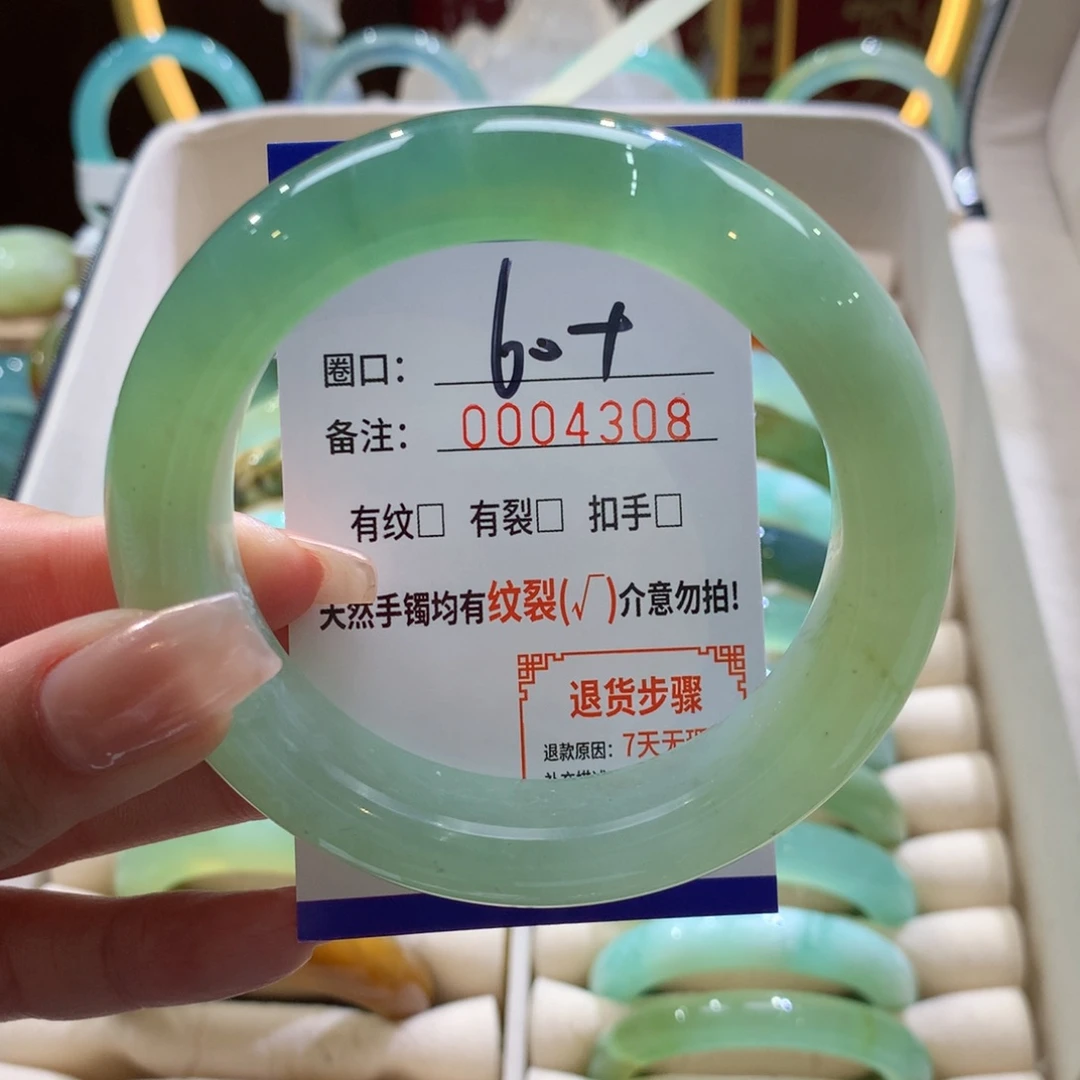 圈口： 60+
备注： 0004308
有纹□ 有裂□ 扣手□
天然手镯均有纹裂(√)介意勿拍！
退货步骤
退款原因：7天无